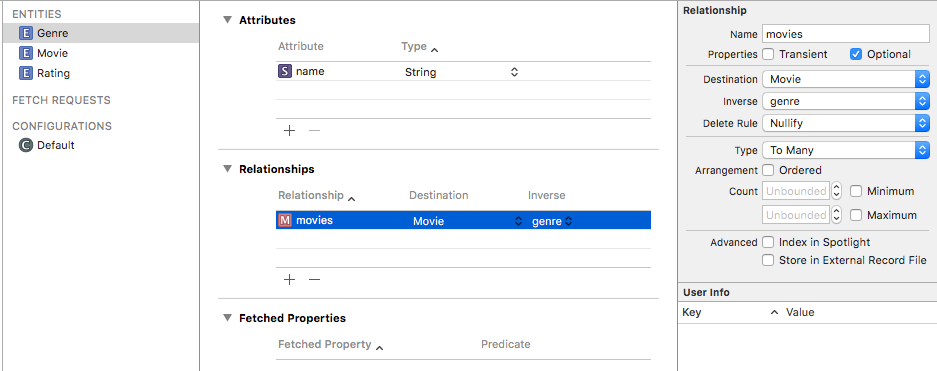 ENTITIES
E Genre
E Movie
E Rating
FETCH REQUESTS
CONFIGURATIONS
C Default
Attributes
Attribute Type
S name String
+ −
Relationships
Relationship Destination Inverse
M movies Movie genre
+ −
Fetched Properties
Fetched Property Predicate
Relationship
Name movies
Properties Transient Optional
Destination Movie
Inverse genre
Delete Rule Nullify
Type To Many
Arrangement Ordered
Count Unbounded Minimum
Unbounded Maximum
Advanced Index in Spotlight
Store in External Record File
User Info
Key Value